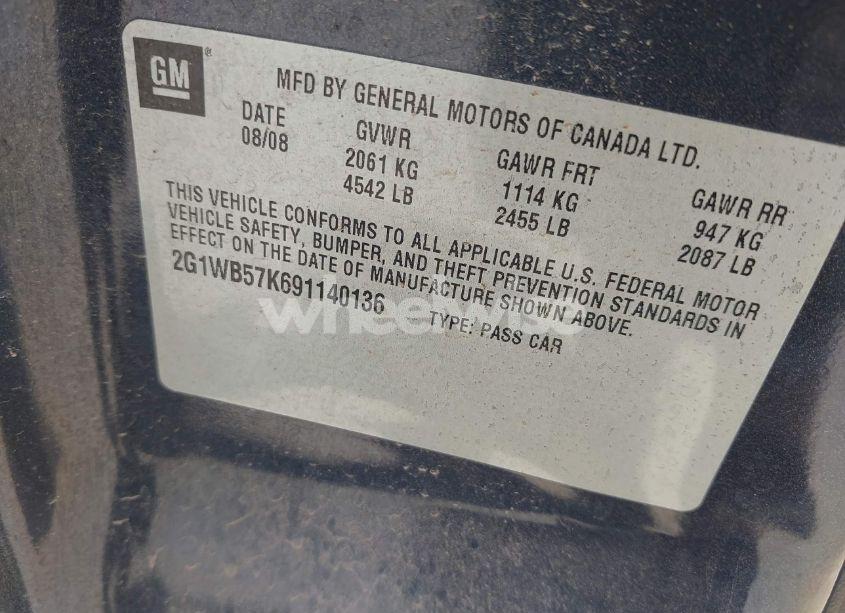 GM®
MFD BY GENERAL MOTORS OF CANADA LTD.
DATE GVWR GAWR FRT GAWR RR
08/08 2061 KG 1114 KG 947 KG
4542 LB 2455 LB 2087 LB
THIS VEHICLE CONFORMS TO ALL APPLICABLE U.S. FEDERAL MOTOR
VEHICLE SAFETY, BUMPER, AND THEFT PREVENTION STANDARDS IN
EFFECT ON THE DATE OF MANUFACTURE SHOWN ABOVE.
2G1WB57K691140136 TYPE: PASS CAR
wheelwise